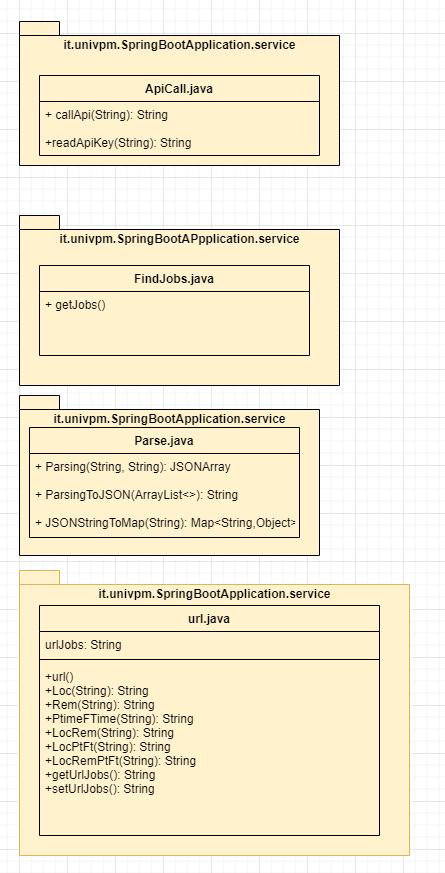 it.univpm.SpringBootApplication.service
ApiCall.java
+ callApi(String): String
+readApiKey(String): String
it.univpm.SpringBootAPpplication.service
FindJobs.java
+ getJobs()
it.univpm.SpringBootApplication.service
Parse.java
+ Parsing(String, String): JSONArray
+ ParsingToJSON(ArrayList<>): String
+ JSONStringToMap(String): Map<String,Object>
it.univpm.SpringBootApplication.service
url.java
urlJobs: String
+url()
+Loc(String): String
+Rem(String): String
+PtimeFTime(String): String
+LocRem(String): String
+LocPtFt(String): String
+LocRemPtFt(String): String
+getUrlJobs(): String
+setUrlJobs(): String